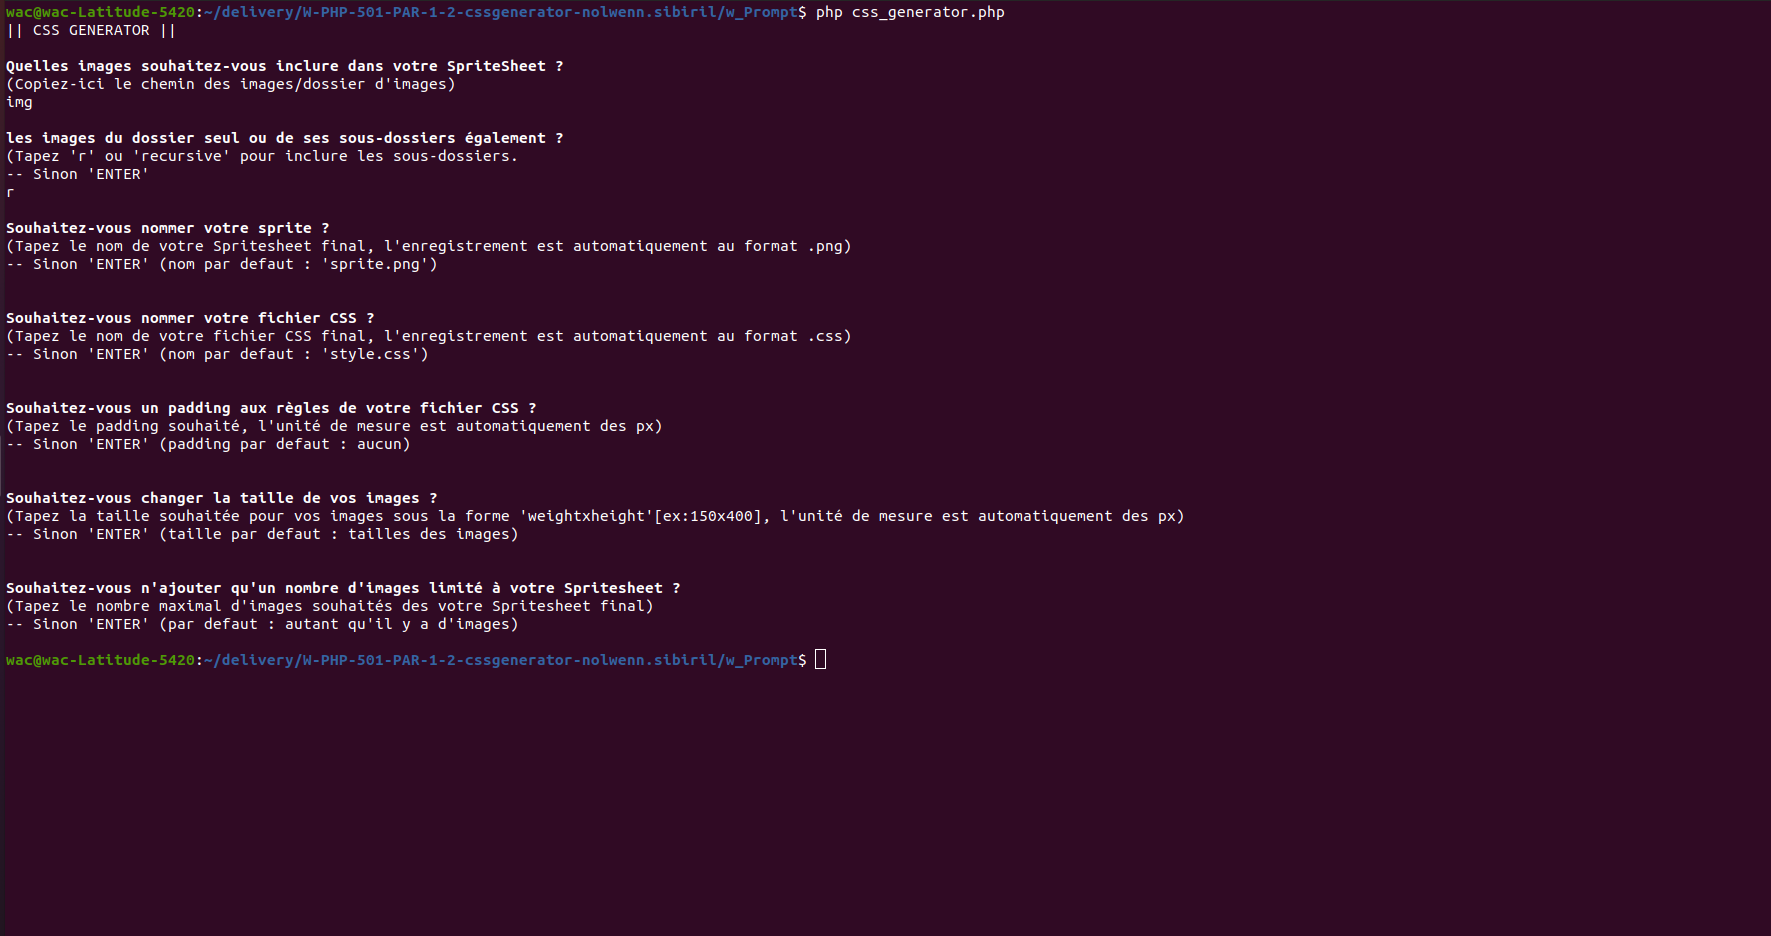 wac@wac-Latitude-5420:~/delivery/W-PHP-501-PAR-1-2-cssgenerator-nolwenn.sibiril/w_Prompt$ php css_generator.php
|| CSS GENERATOR ||
Quelles images souhaitez-vous inclure dans votre SpriteSheet ?
(Copiez-ici le chemin des images/dossier d'images)
img
les images du dossier seul ou de ses sous-dossiers également ?
(Tapez 'r' ou 'recursive' pour inclure les sous-dossiers.
-- Sinon 'ENTER'
r
Souhaitez-vous nommer votre sprite ?
(Tapez le nom de votre Spritesheet final, l'enregistrement est automatiquement au format .png)
-- Sinon 'ENTER' (nom par defaut : 'sprite.png')
Souhaitez-vous nommer votre fichier CSS ?
(Tapez le nom de votre fichier CSS final, l'enregistrement est automatiquement au format .css)
-- Sinon 'ENTER' (nom par defaut : 'style.css')
Souhaitez-vous un padding aux règles de votre fichier CSS ?
(Tapez le padding souhaité, l'unité de mesure est automatiquement des px)
-- Sinon 'ENTER' (padding par defaut : aucun)
Souhaitez-vous changer la taille de vos images ?
(Tapez la taille souhaitée pour vos images sous la forme 'weightxheight'[ex:150x400], l'unité de mesure est automatiquement des px)
-- Sinon 'ENTER' (taille par defaut : tailles des images)
Souhaitez-vous n'ajouter qu'un nombre d'images limité à votre Spritesheet ?
(Tapez le nombre maximal d'images souhaités des votre Spritesheet final)
-- Sinon 'ENTER' (par defaut : autant qu'il y a d'images)
wac@wac-Latitude-5420:~/delivery/W-PHP-501-PAR-1-2-cssgenerator-nolwenn.sibiril/w_Prompt$